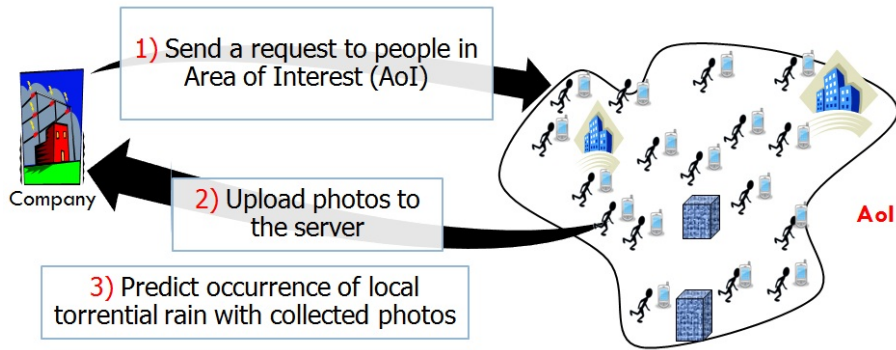 1) Send a request to people in
Area of Interest (AoI)
Company
2) Upload photos to
the server
AoI
3) Predict occurrence of local
torrential rain with collected photos